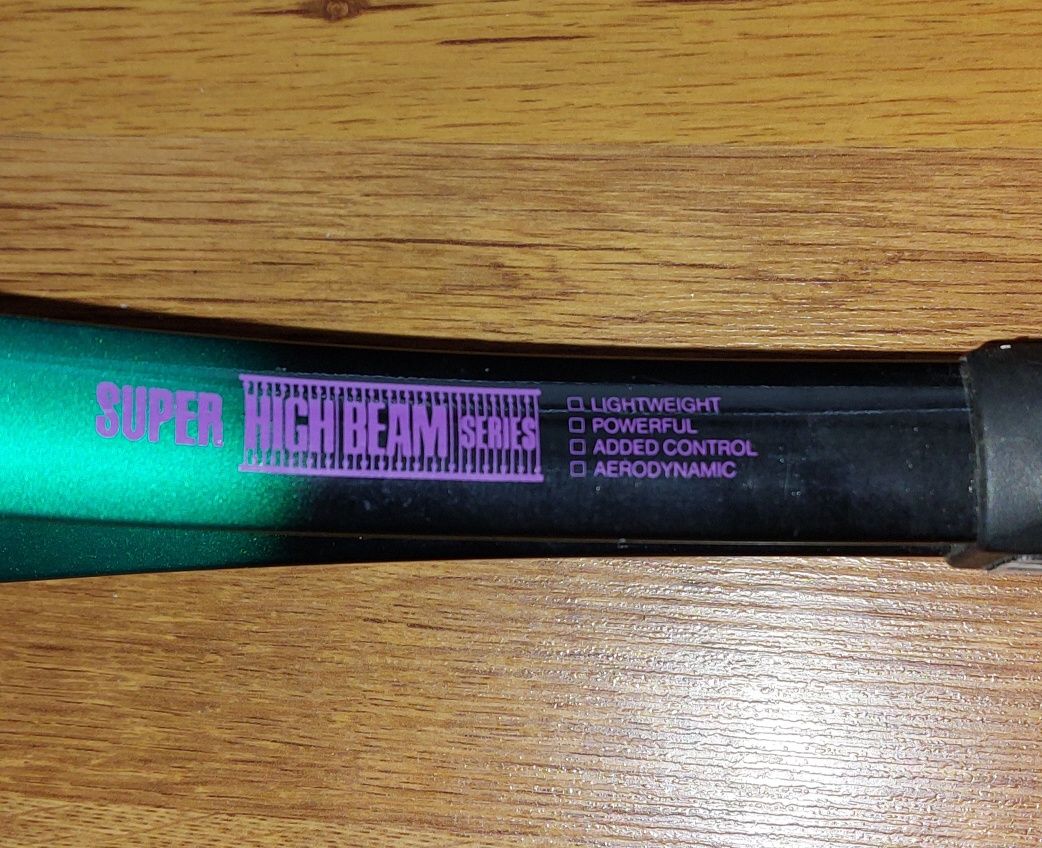 SUPER HIGH BEAM SERIES
☐ LIGHTWEIGHT
☐ POWERFUL
☐ ADDED CONTROL
☐ AERODYNAMIC